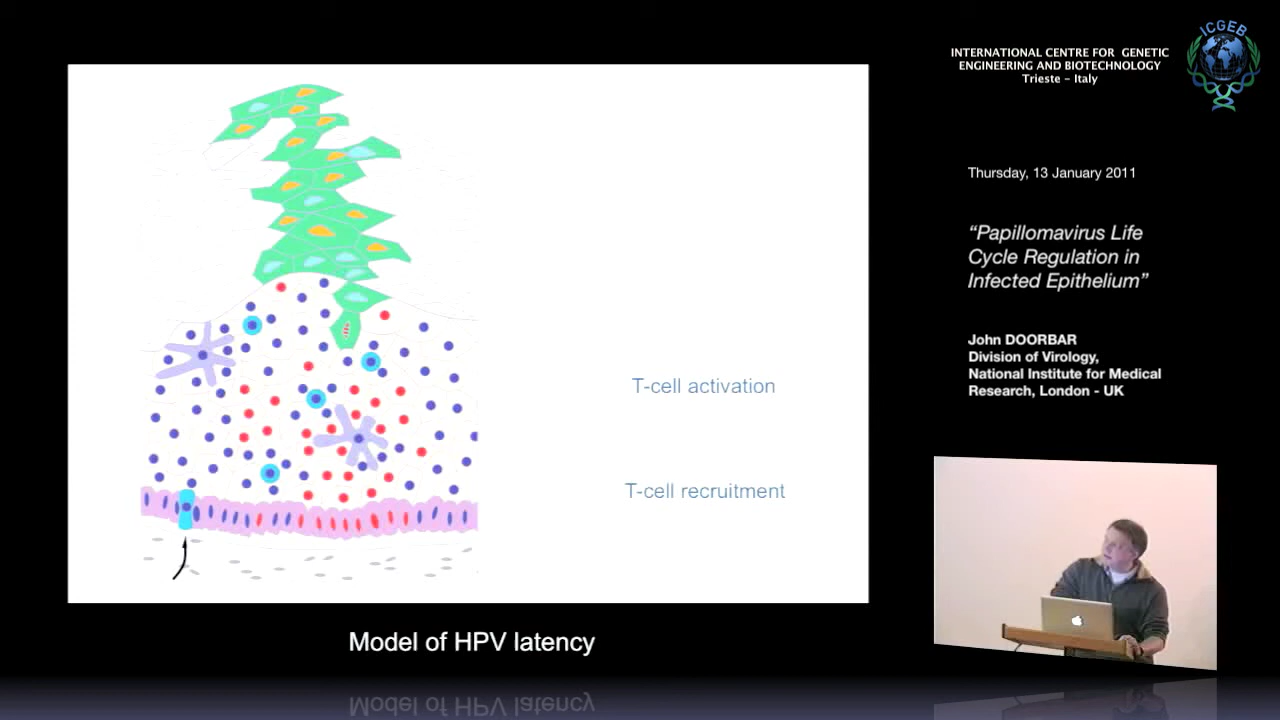 ICGEB
INTERNATIONAL CENTRE FOR GENETIC
ENGINEERING AND BIOTECHNOLOGY
Trieste - Italy
Thursday, 13 January 2011
“Papillomavirus Life
Cycle Regulation in
Infected Epithelium”
John DOORBAR
Division of Virology,
National Institute for Medical
Research, London - UK
T-cell activation
T-cell recruitment
Model of HPV latency